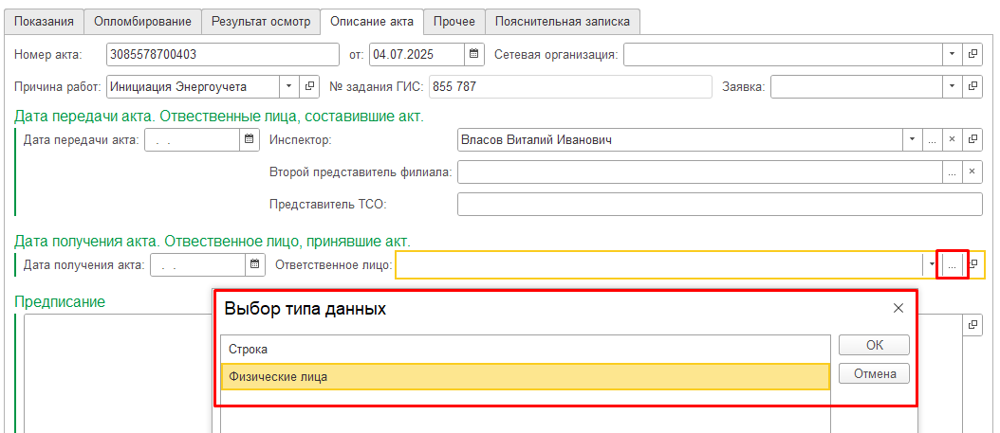 Показания Опломбирование Результат осмотр Описание акта Прочее Пояснительная записка
Номер акта: 3085578700403 от: 04.07.2025 Сетевая организация:
Причина работ: Инициация Энергоучета № задания ГИС: 855 787 Заявка:
Дата передачи акта. Отвественные лица, составившие акт.
Дата передачи акта: . . Инспектор: Власов Виталий Иванович ... ×
Второй представитель филиала: ... ×
Представитель ТСО:
Дата получения акта. Отвественное лицо, принявшие акт.
Дата получения акта: . . Ответственное лицо: ...
Предписание
Выбор типа данных
Строка
ОК
Физические лица
Отмена